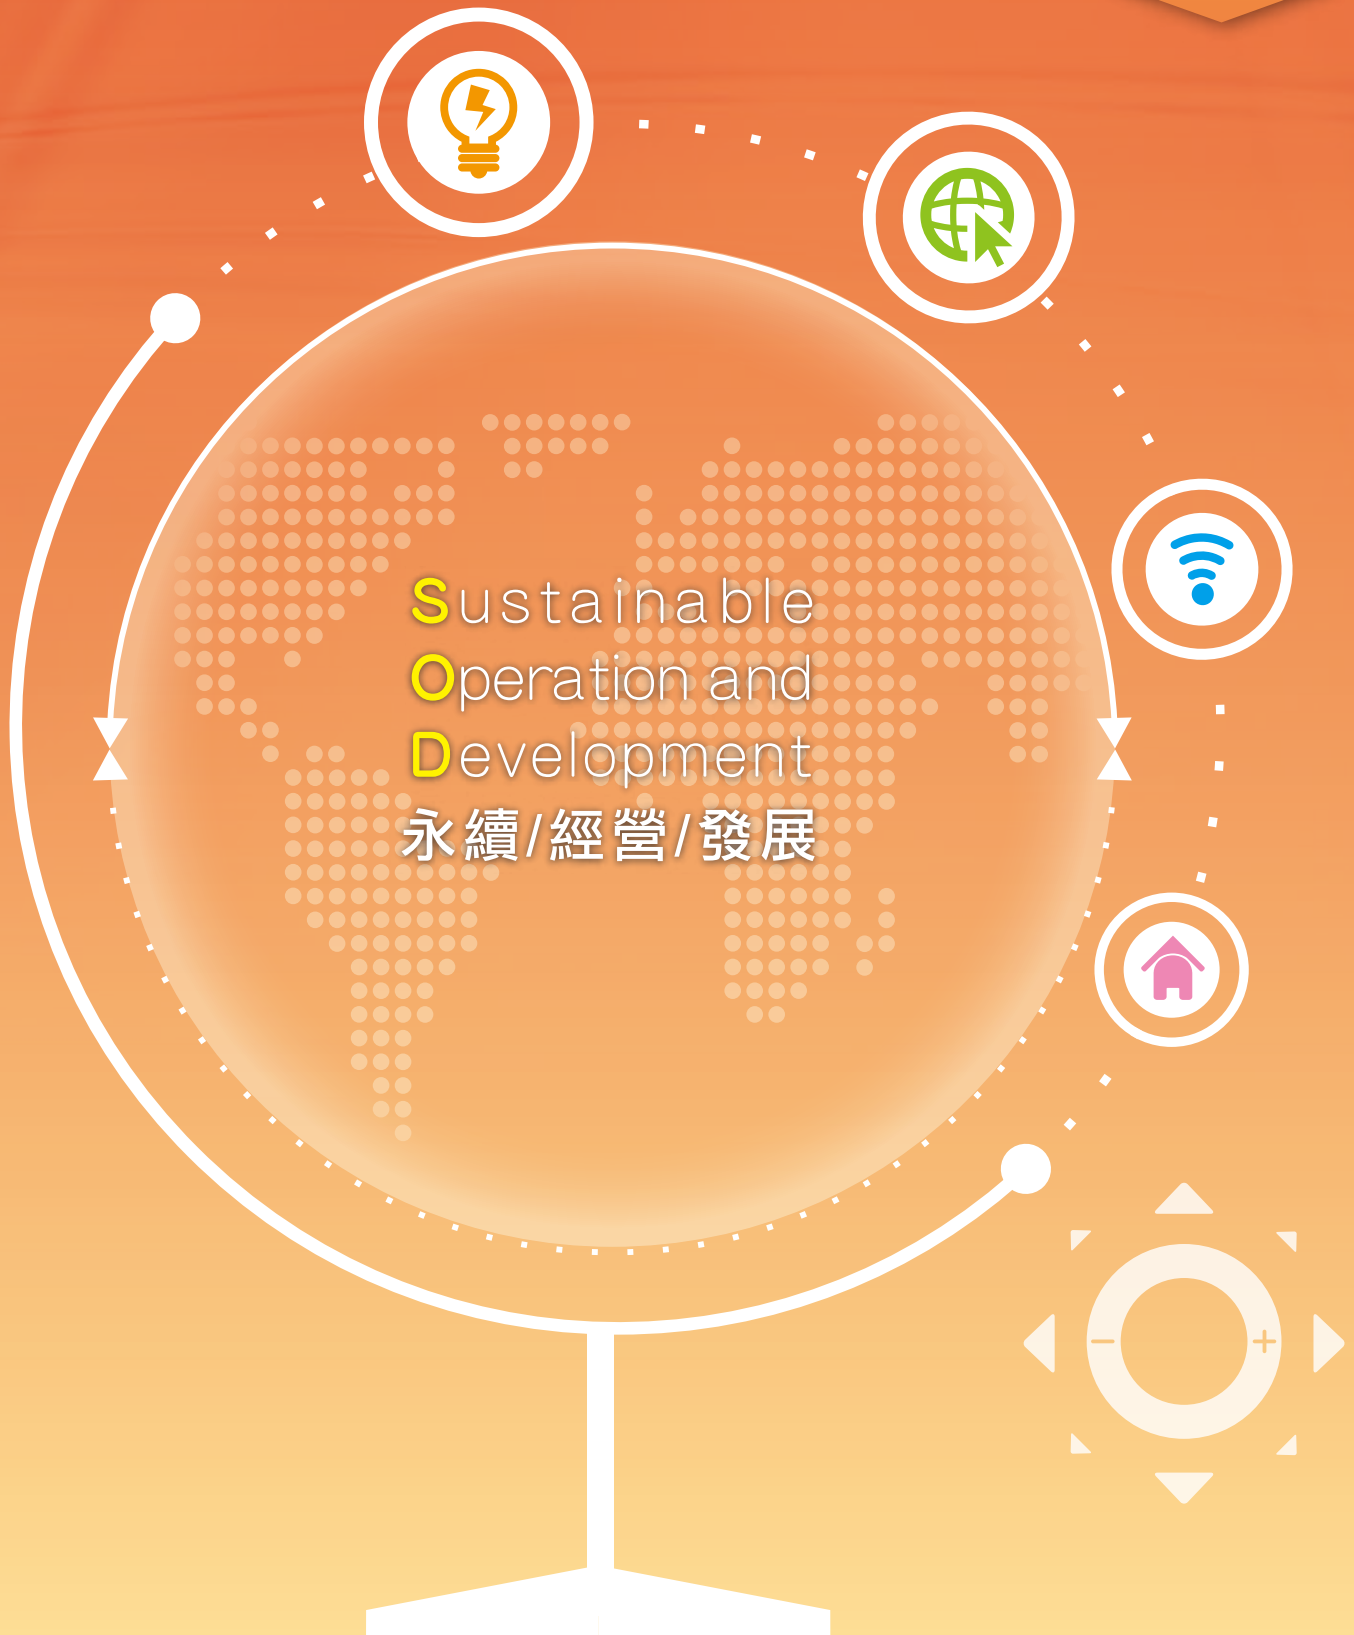 Sustainable
Operation and
Development
永續/經營/發展